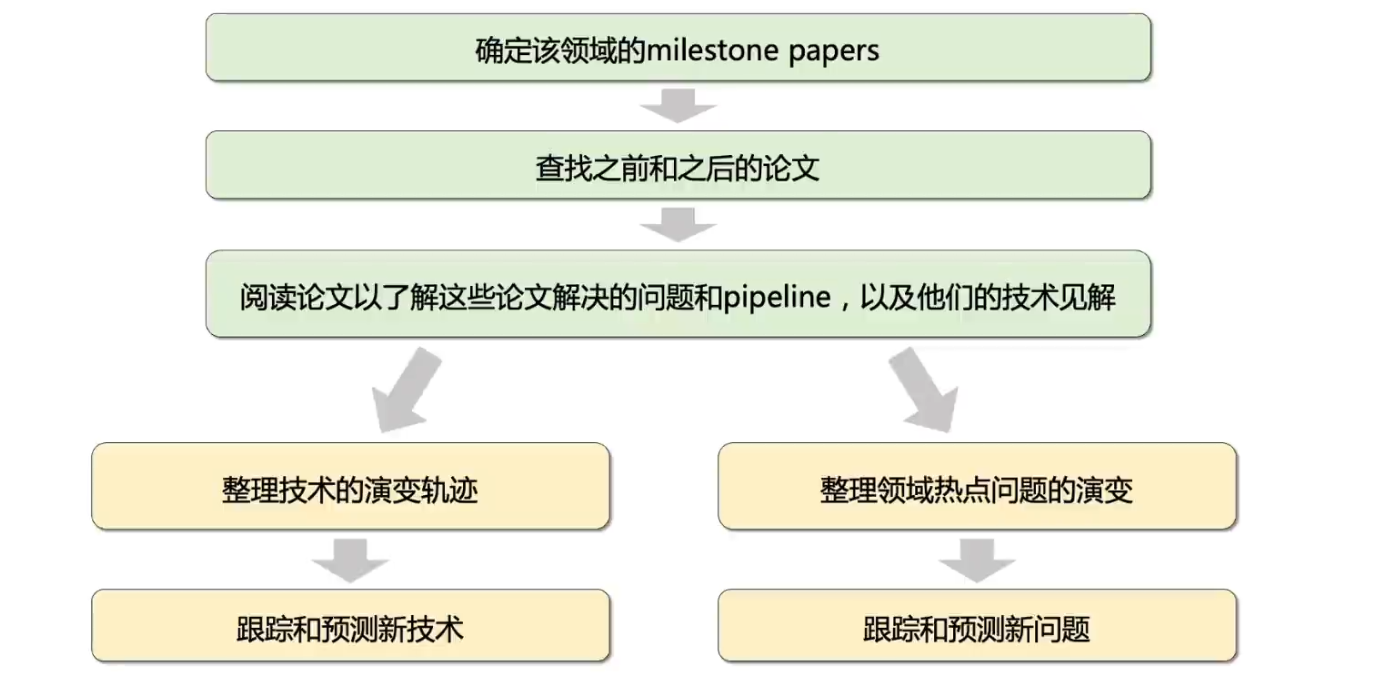 确定该领域的milestone papers
查找之前和之后的论文
阅读论文以了解这些论文解决的问题和pipeline，以及他们的技术见解
整理技术的演变轨迹
整理领域热点问题的演变
跟踪和预测新技术
跟踪和预测新问题